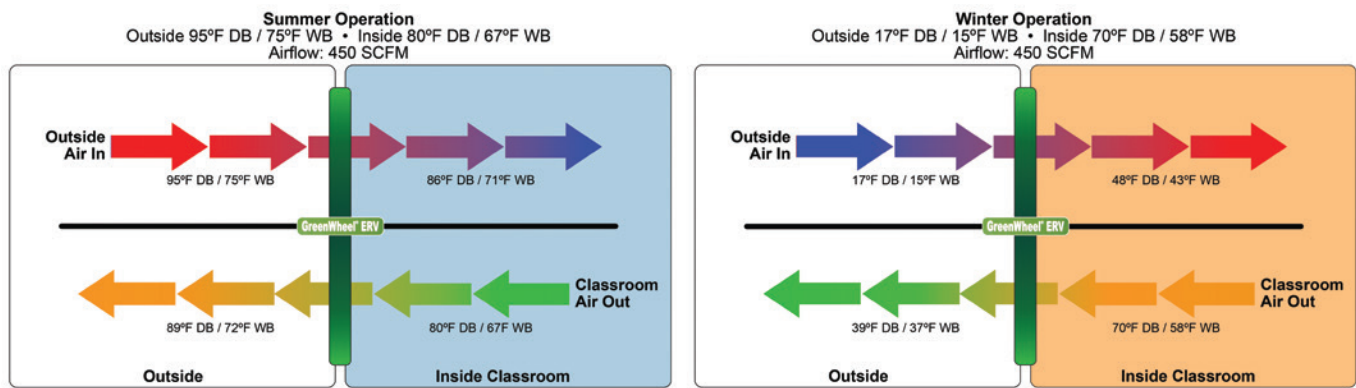 Summer Operation
Outside 95ºF DB / 75ºF WB • Inside 80ºF DB / 67ºF WB
Airflow: 450 SCFM
Outside
Air In
95ºF DB / 75ºF WB
86ºF DB / 71ºF WB
GreenWheel® ERV
Classroom
Air Out
89ºF DB / 72ºF WB
80ºF DB / 67F WB
Outside
Inside Classroom
Winter Operation
Outside 17ºF DB / 15ºF WB • Inside 70ºF DB / 58ºF WB
Airflow: 450 SCFM
Outside
Air In
17ºF DB / 15ºF WB
48ºF DB / 43ºF WB
GreenWheel® ERV
Classroom
Air Out
39ºF DB / 37ºF WB
70ºF DB / 58ºF WB
Outside
Inside Classroom